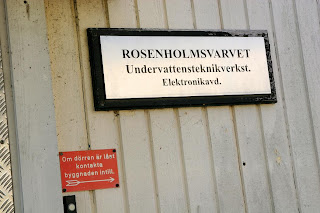 ROSENHOLMSVARVET
Undervattensteknikverkst.
Elektronikavd.
Om dörren är låst
kontakta
byggnaden intill.